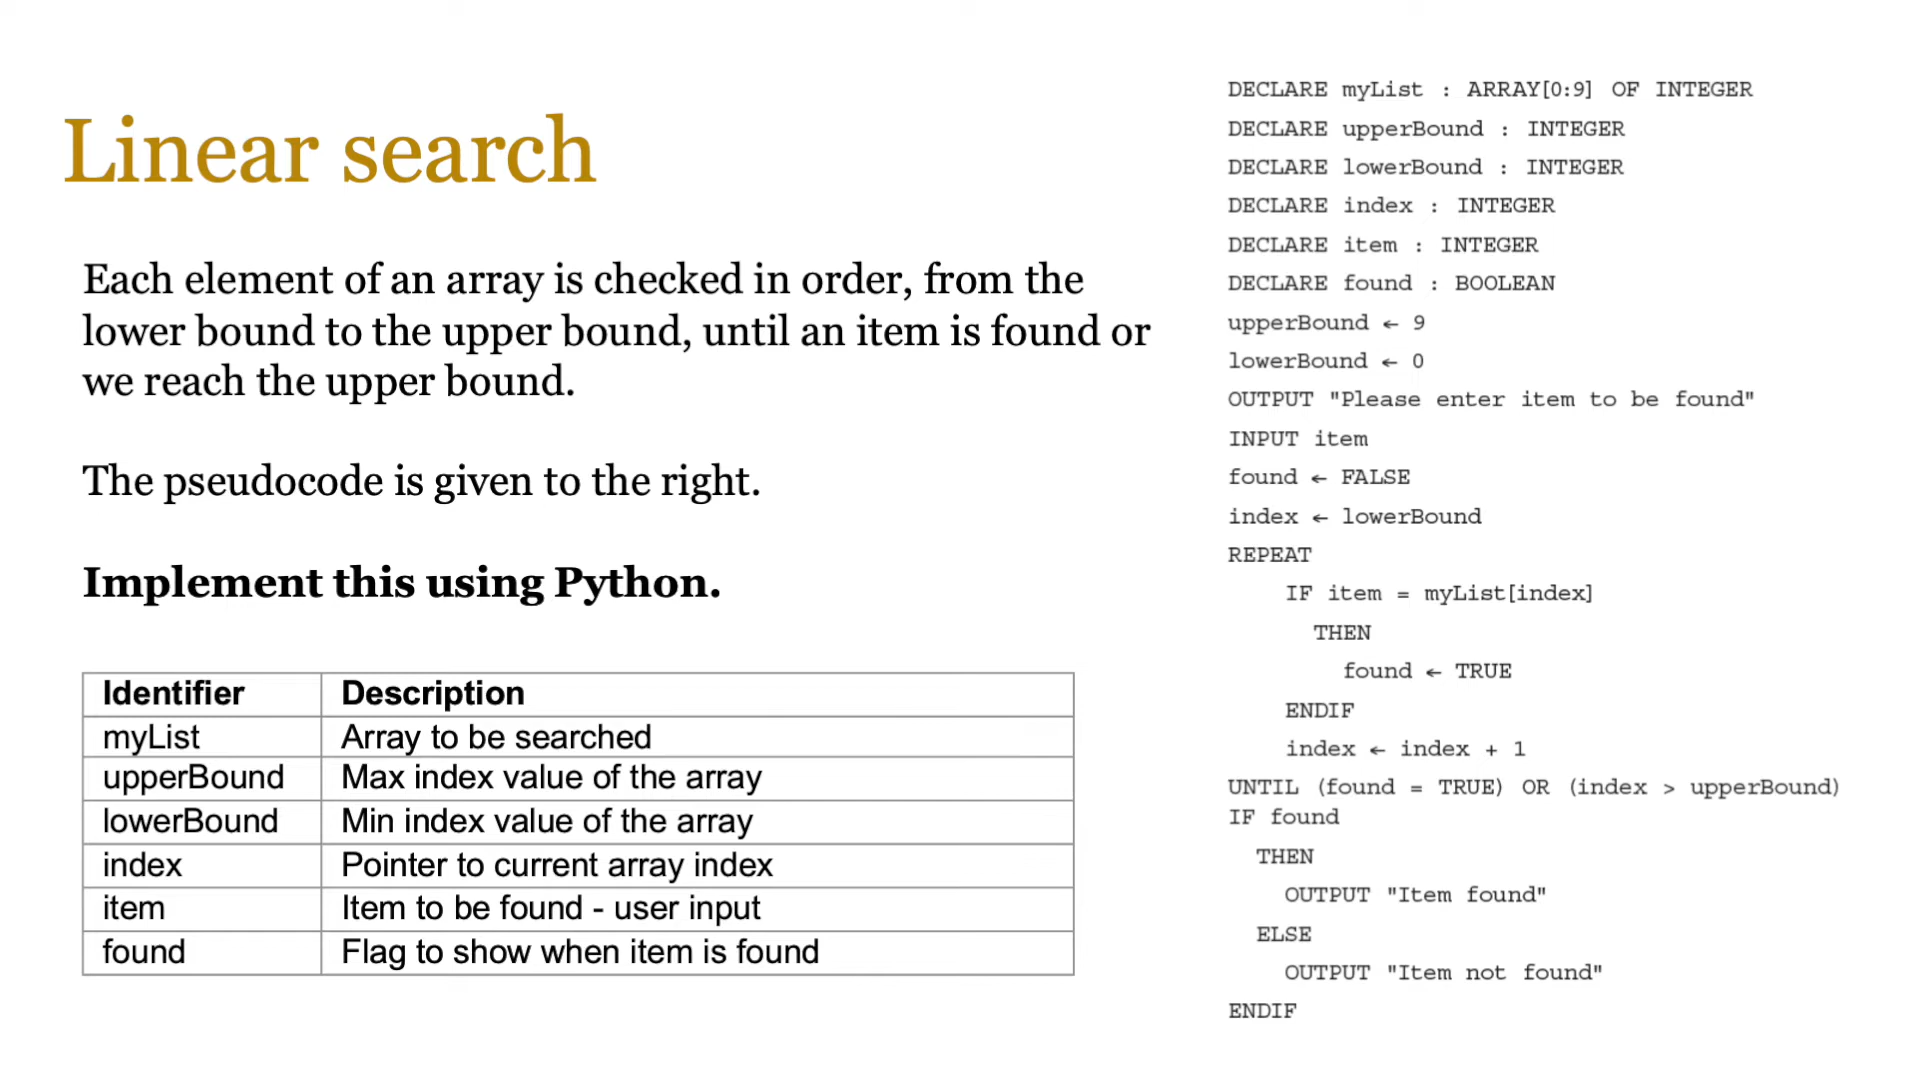 Linear search
Each element of an array is checked in order, from the
lower bound to the upper bound, until an item is found or
we reach the upper bound.
The pseudocode is given to the right.
Implement this using Python.
Identifier Description
myList Array to be searched
upperBound Max index value of the array
lowerBound Min index value of the array
index Pointer to current array index
item Item to be found - user input
found Flag to show when item is found
DECLARE myList : ARRAY[0:9] OF INTEGER
DECLARE upperBound : INTEGER
DECLARE lowerBound : INTEGER
DECLARE index : INTEGER
DECLARE item : INTEGER
DECLARE found : BOOLEAN
upperBound ← 9
lowerBound ← 0
OUTPUT "Please enter item to be found"
INPUT item
found ← FALSE
index ← lowerBound
REPEAT
IF item = myList[index]
THEN
found ← TRUE
ENDIF
index ← index + 1
UNTIL (found = TRUE) OR (index > upperBound)
IF found
THEN
OUTPUT "Item found"
ELSE
OUTPUT "Item not found"
ENDIF